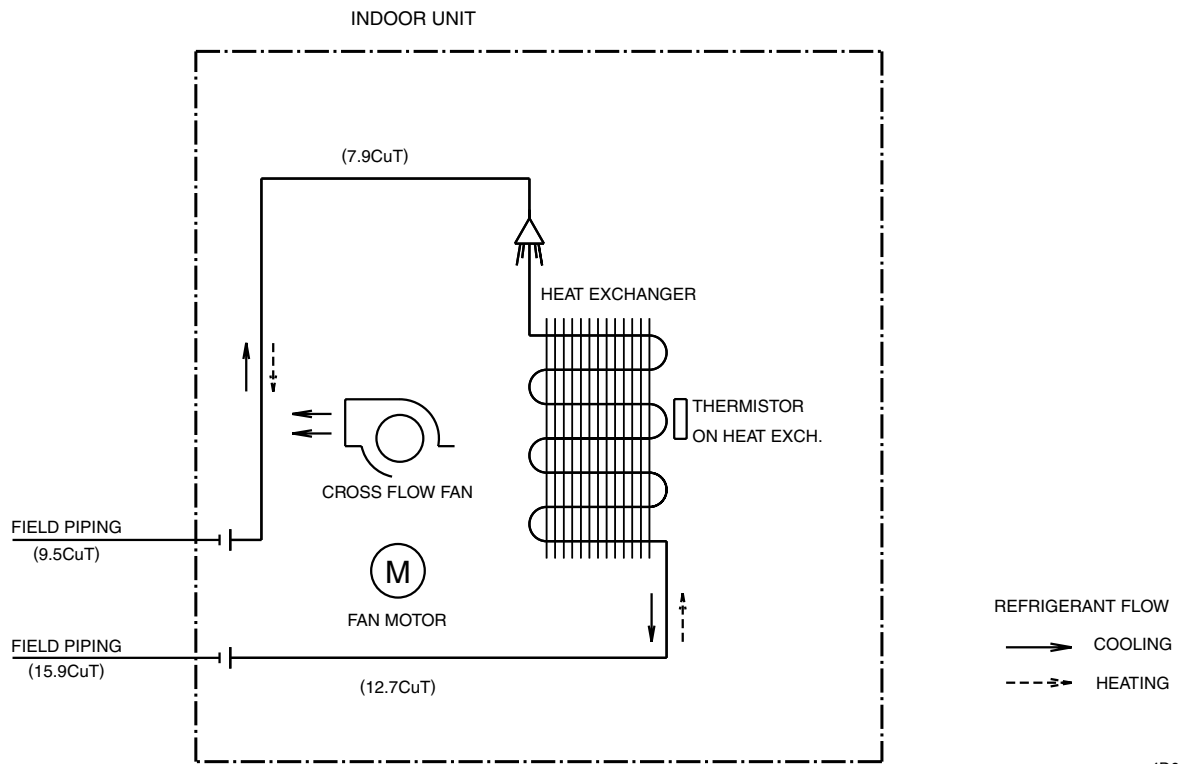 INDOOR UNIT
(7.9CuT)
HEAT EXCHANGER
THERMISTOR
ON HEAT EXCH.
CROSS FLOW FAN
FIELD PIPING
(9.5CuT)
M
FAN MOTOR
REFRIGERANT FLOW
FIELD PIPING
(15.9CuT)
COOLING
(12.7CuT)
HEATING